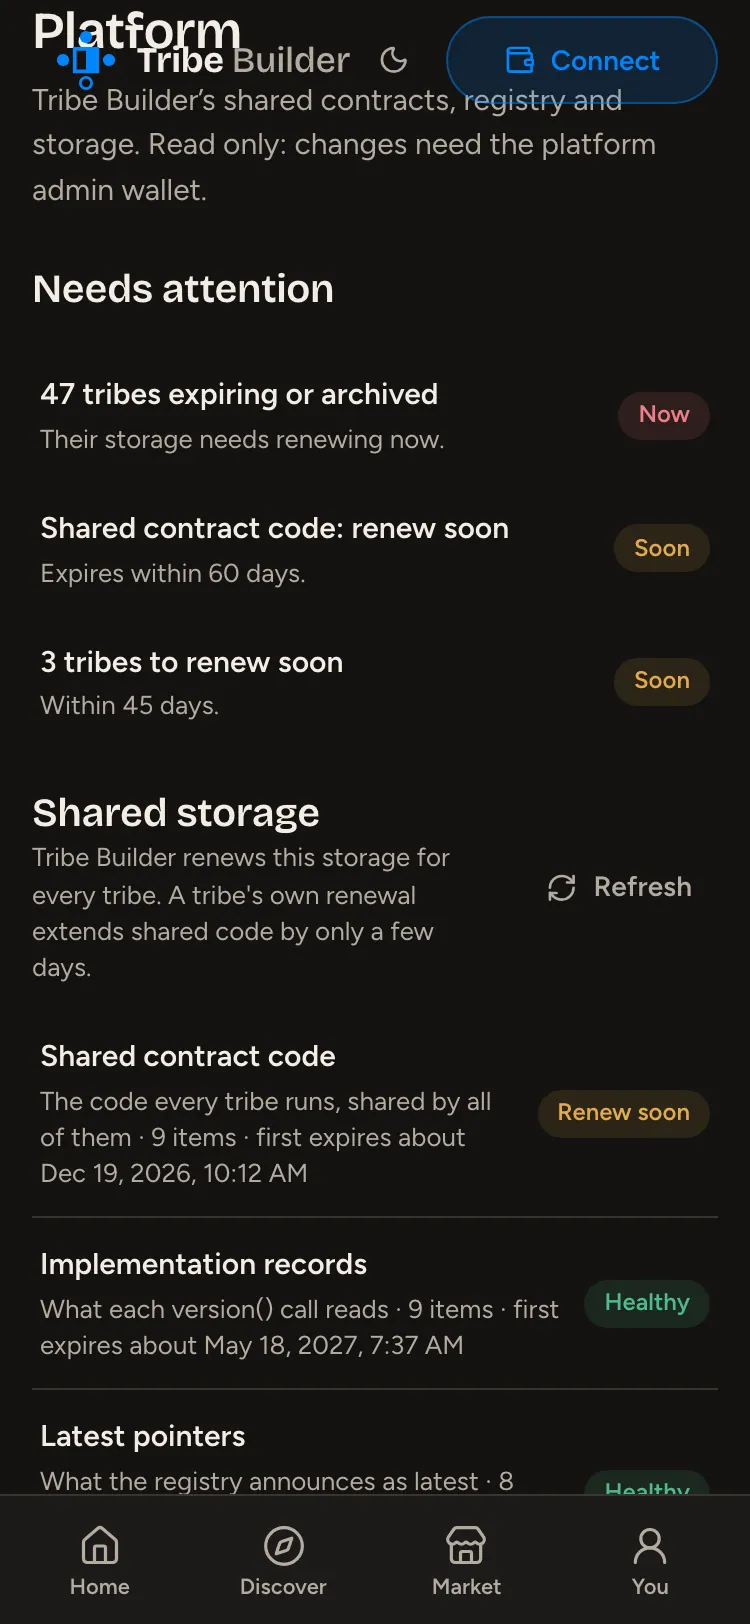 Platform
Tribe Builder
Connect
Tribe Builder’s shared contracts, registry and
storage. Read only: changes need the platform
admin wallet.
Needs attention
47 tribes expiring or archived
Their storage needs renewing now.
Now
Shared contract code: renew soon
Expires within 60 days.
Soon
3 tribes to renew soon
Within 45 days.
Soon
Shared storage
Tribe Builder renews this storage for
every tribe. A tribe's own renewal
extends shared code by only a few
days.
Refresh
Shared contract code
The code every tribe runs, shared by all
of them · 9 items · first expires about
Dec 19, 2026, 10:12 AM
Renew soon
Implementation records
What each version() call reads · 9 items · first
expires about May 18, 2027, 7:37 AM
Healthy
Latest pointers
What the registry announces as latest · 8
Healthy
Home
Discover
Market
You